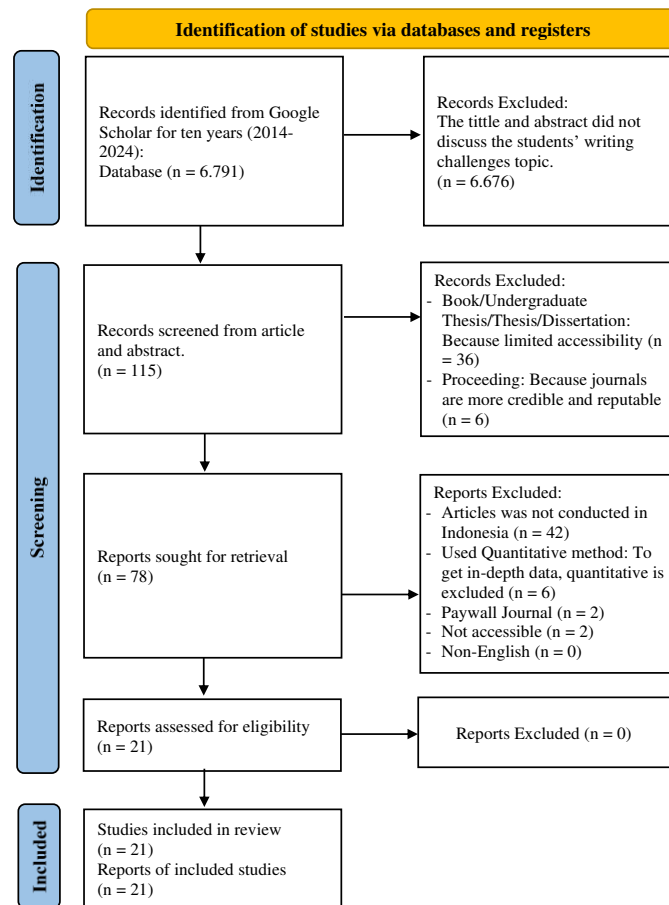 Identification of studies via databases and registers
Identification
Records identified from Google
Scholar for ten years (2014-
2024):
Database (n = 6.791)
Records Excluded:
The tittle and abstract did not
discuss the students’ writing
challenges topic.
(n = 6.676)
Screening
Records screened from article
and abstract.
(n = 115)
Records Excluded:
- Book/Undergraduate
Thesis/Thesis/Dissertation:
Because limited accessibility (n
= 36)
- Proceeding: Because journals
are more credible and reputable
(n = 6)
Reports sought for retrieval
(n = 78)
Reports Excluded:
- Articles was not conducted in
Indonesia (n = 42)
- Used Quantitative method: To
get in-depth data, quantitative is
excluded (n = 6)
- Paywall Journal (n = 2)
- Not accessible (n = 2)
- Non-English (n = 0)
Reports assessed for eligibility
(n = 21)
Reports Excluded (n = 0)
Included
Studies included in review
(n = 21)
Reports of included studies
(n = 21)